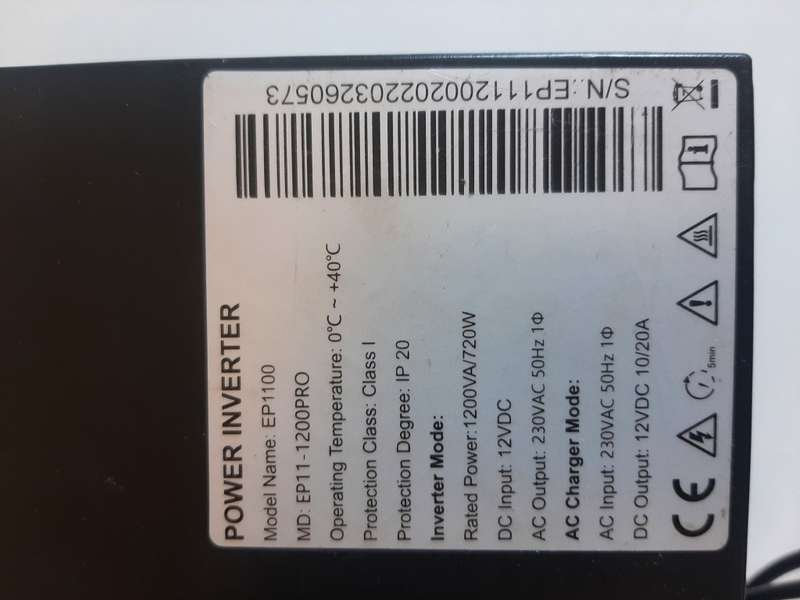 POWER INVERTER
Model Name: EP1100
MD: EP11-1200PRO
Operating Temperature: 0°C ~ +40°C
Protection Class: Class I
Protection Degree: IP 20
Inverter Mode:
Rated Power:1200VA/720W
DC Input: 12VDC
AC Output: 230VAC 50Hz 1Φ
AC Charger Mode:
AC Input: 230VAC 50Hz 1Φ
DC Output: 12VDC 10/20A
CE
5min
S/N.:EP111200202203260573